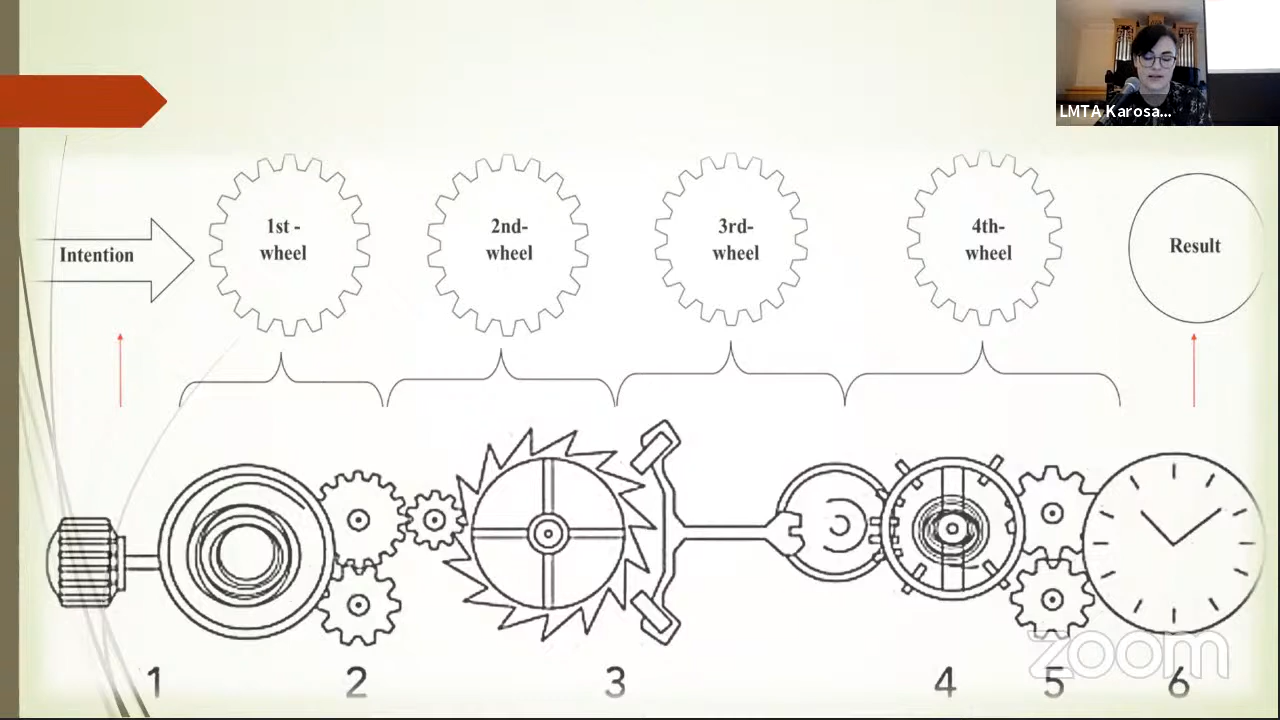 LMTA Karosa...
Intention
1st -
wheel
2nd-
wheel
3rd-
wheel
4th-
wheel
Result
1
2
3
4
5
6
zoom